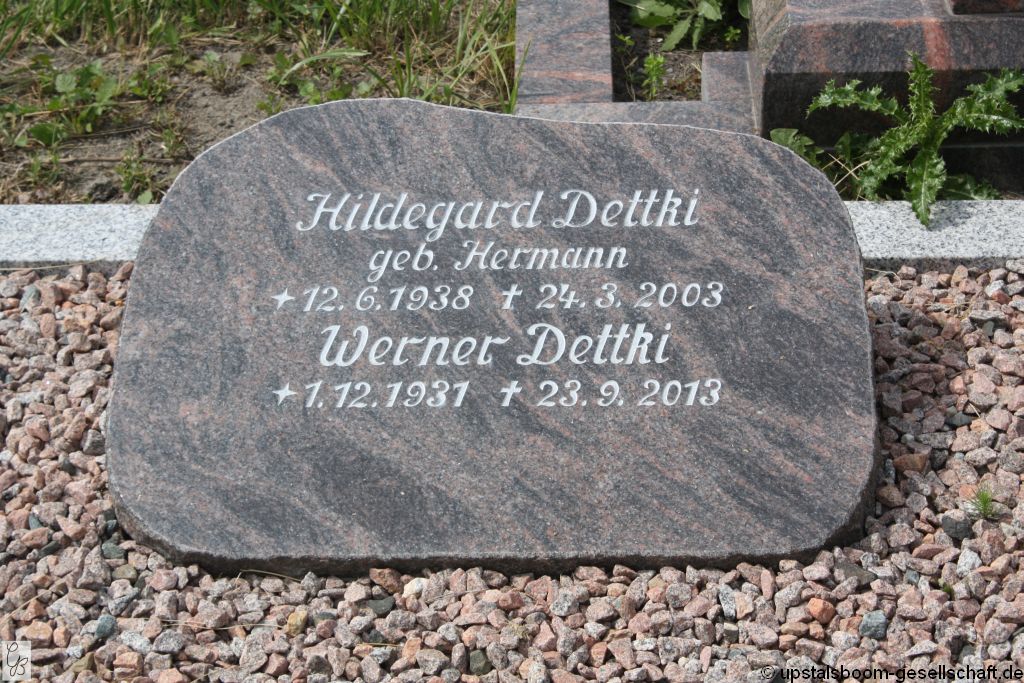 Hildegard Dettki
geb. Hermann
✦ 12. 6. 1938 † 24. 3. 2003
Werner Dettki
✦ 1. 12. 1931 † 23. 9. 2013
© upstalsboom-gesellschaft.de